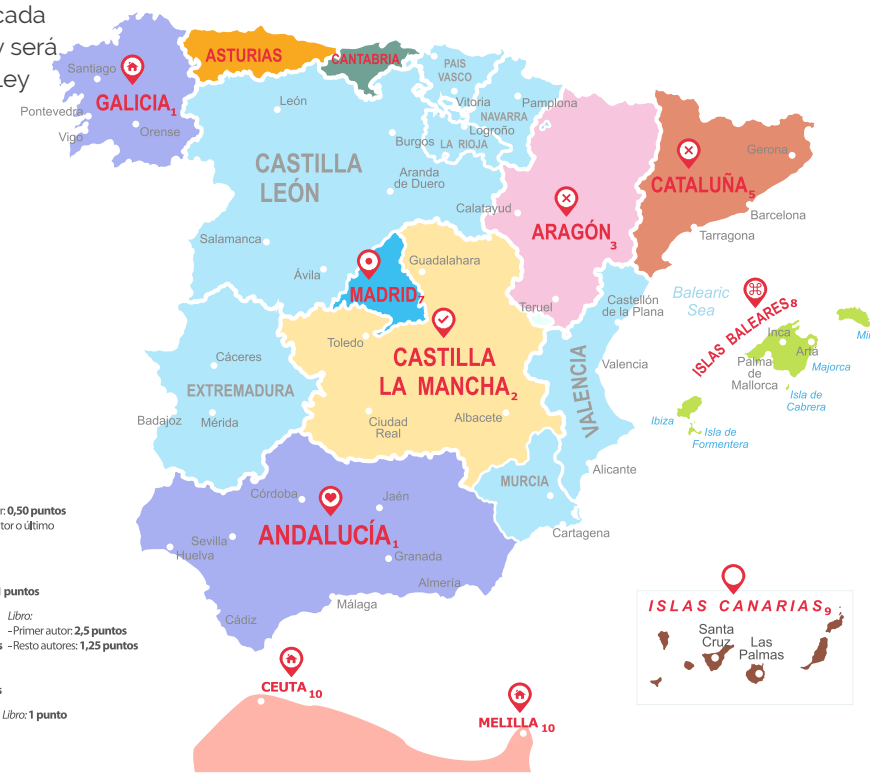 cada
y será
ley
ASTURIAS
CANTABRIA
PAIS
VASCO
Santiago
GALICIA₁
Pontevedra
Vigo
Orense
León
Vitoria
Pamplona
NAVARRA
Logroño
LA RIOJA
Burgos
CASTILLA
LEÓN
Aranda
de Duero
Calatayud
Gerona
CATALUÑA₅
Barcelona
Tarragona
ARAGÓN₃
Salamanca
Ávila
Guadalahara
MADRID₇
Teruel
Castellón
de la Plana
Balearic
Sea
ISLAS BALEARES₈
Inca
Artá
Palma
de
Mallorca
Majorca
Isla de
Cabrera
Ibiza
Isla de
Formentera
Toledo
CASTILLA
LA MANCHA₂
Cáceres
EXTREMADURA
Badajoz
Mérida
Ciudad
Real
Albacete
VALENCIA
Valencia
Alicante
MURCIA
Cartagena
Córdoba
Jaén
ANDALUCÍA₁
Sevilla
Huelva
Granada
Almería
Málaga
Cádiz
r: 0,50 puntos
tor o último
puntos
Libro:
-Primer autor: 2,5 puntos
s -Resto autores: 1,25 puntos
s
Libro: 1 punto
CEUTA 10
MELILLA 10
ISLAS CANARIAS₉
Santa
Cruz
Las
Palmas